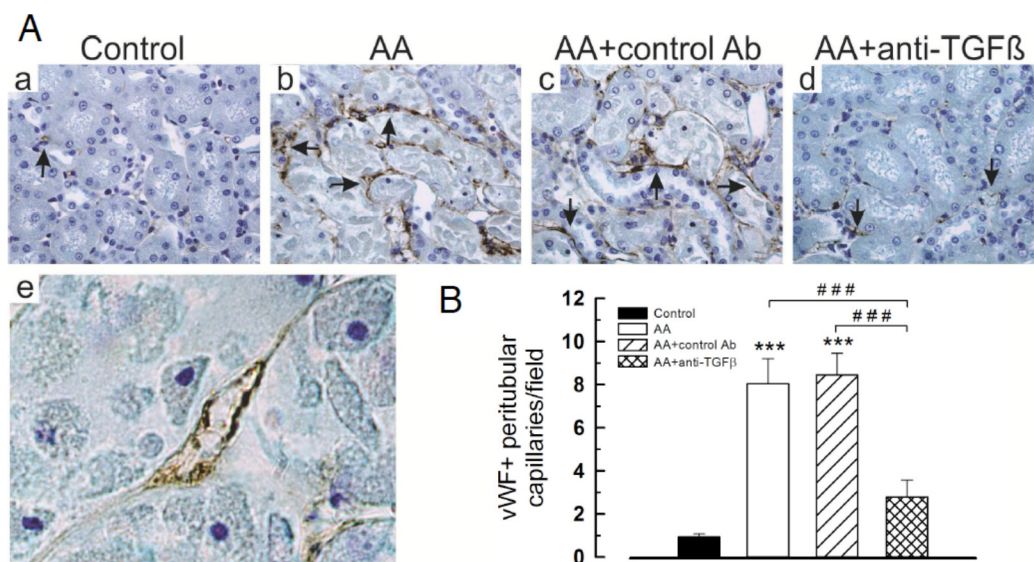 A
Control
AA
AA+control Ab
AA+anti-TGFß
a
b
c
d
e
B
vWF+ peritubular
capillaries/field
12
10
8
6
4
2
0
Control
AA
AA+control Ab
AA+anti-TGFβ
***
***
# # #
# # #